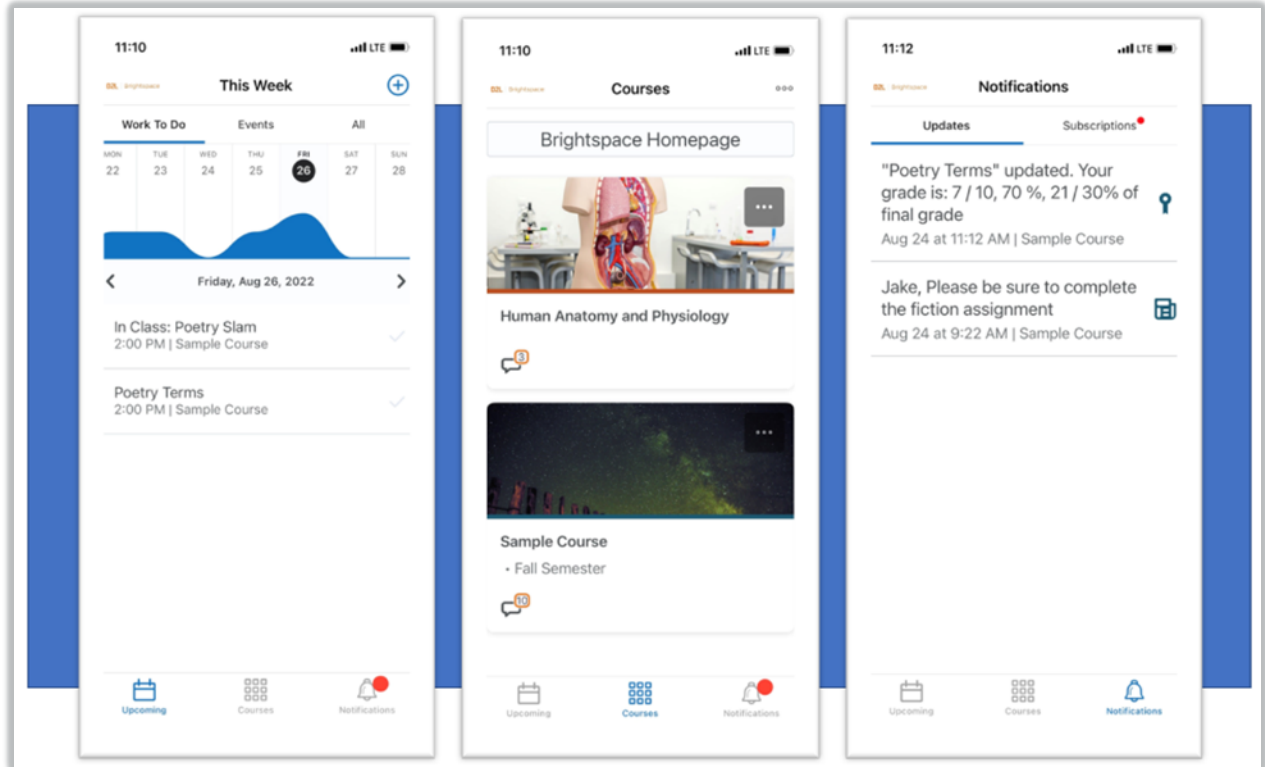 11:10
LTE
D2L Brightspace
This Week
Work To Do
Events
All
MON TUE WED THU FRI SAT SUN
22 23 24 25 26 27 28
Friday, Aug 26, 2022
In Class: Poetry Slam
2:00 PM | Sample Course
Poetry Terms
2:00 PM | Sample Course
Upcoming
Courses
Notifications
11:10
LTE
D2L Brightspace
Courses
Brightspace Homepage
Human Anatomy and Physiology
3
Sample Course
• Fall Semester
10
Upcoming
Courses
Notifications
11:12
LTE
D2L Brightspace
Notifications
Updates
Subscriptions
"Poetry Terms" updated. Your
grade is: 7 / 10, 70 %, 21 / 30% of
final grade
Aug 24 at 11:12 AM | Sample Course
Jake, Please be sure to complete
the fiction assignment
Aug 24 at 9:22 AM | Sample Course
Upcoming
Courses
Notifications